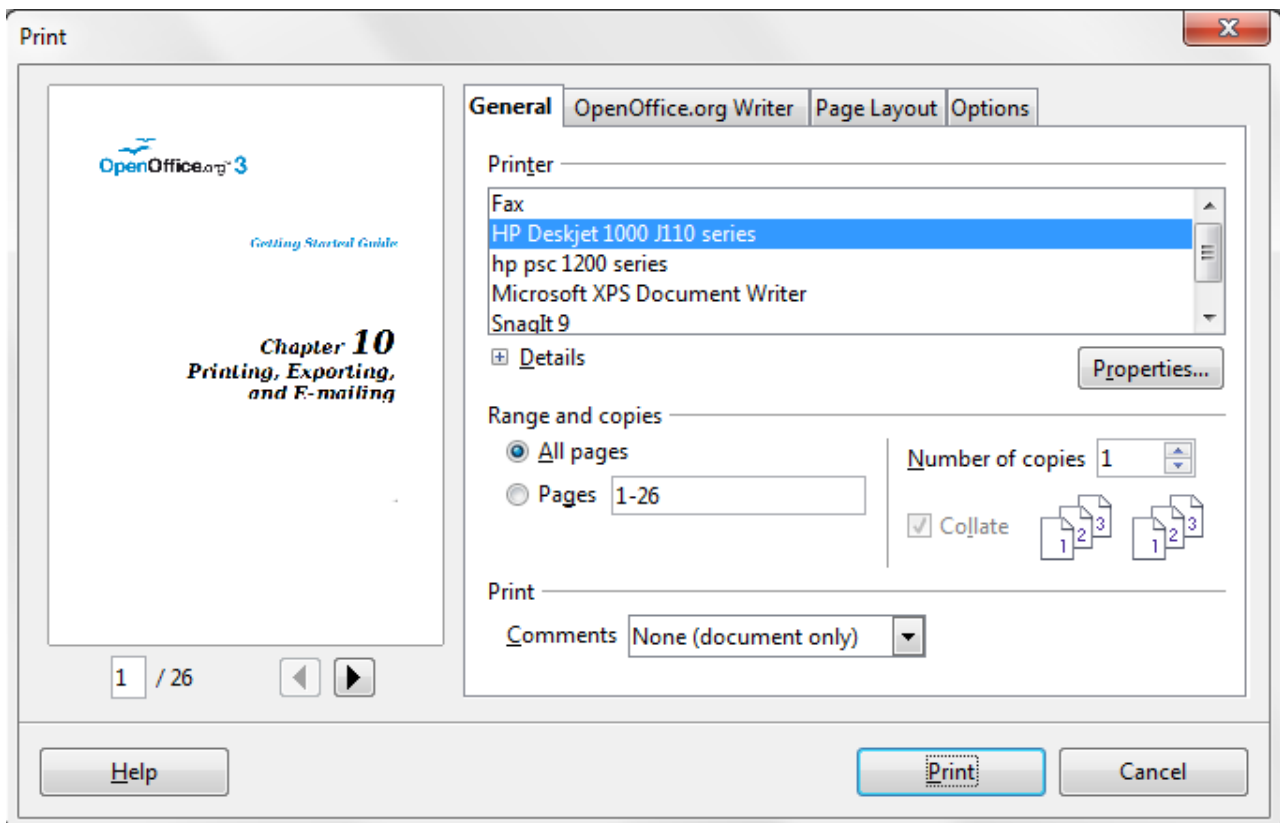 Print
OpenOffice.org 3
Getting Started Guide
Chapter 10
Printing, Exporting,
and E-mailing
1 / 26
General OpenOffice.org Writer Page Layout Options
Printer
Fax
HP Deskjet 1000 J110 series
hp psc 1200 series
Microsoft XPS Document Writer
SnagIt 9
Details
Properties...
Range and copies
All pages
Pages 1-26
Number of copies 1
Collate 1 2 3 1 2 3
Print
Comments None (document only)
Help Print Cancel